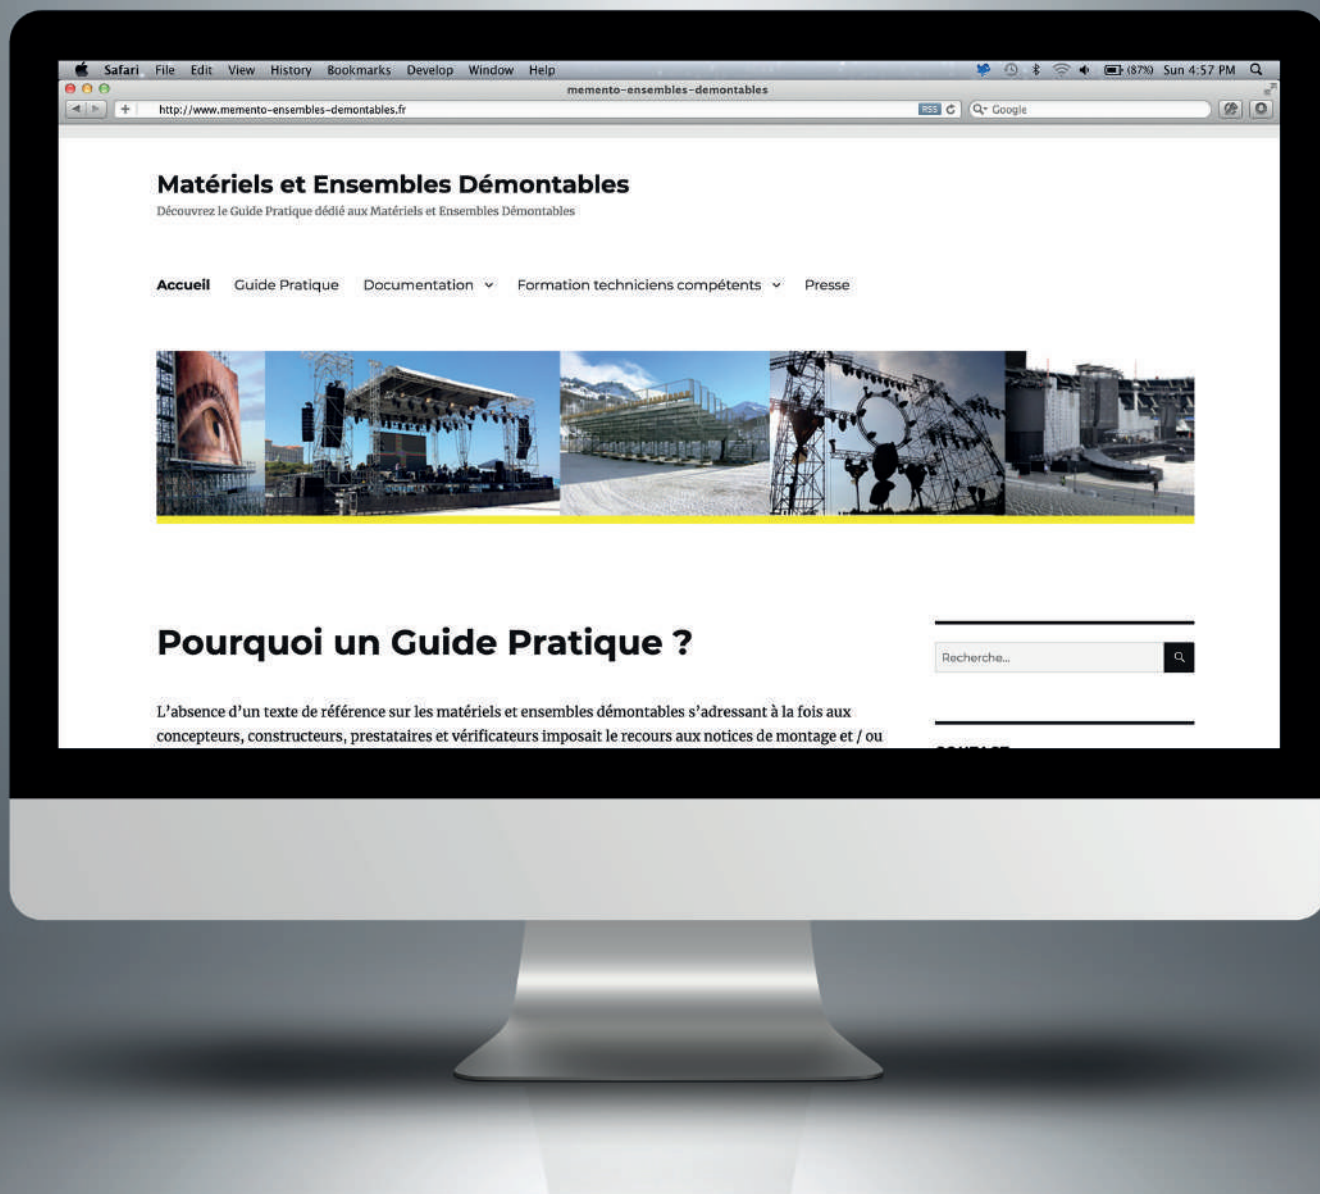 Safari File Edit View History Bookmarks Develop Window Help (87%) Sun 4:57 PM
memento-ensembles-demontables
http://www.memento-ensembles-demontables.fr RSS Google
Matériels et Ensembles Démontables
Découvrez le Guide Pratique dédié aux Matériels et Ensembles Démontables
Accueil Guide Pratique Documentation Formation techniciens compétents Presse
Pourquoi un Guide Pratique ?
Recherche...
L'absence d'un texte de référence sur les matériels et ensembles démontables s'adressant à la fois aux
concepteurs, constructeurs, prestataires et vérificateurs imposait le recours aux notices de montage et / ou